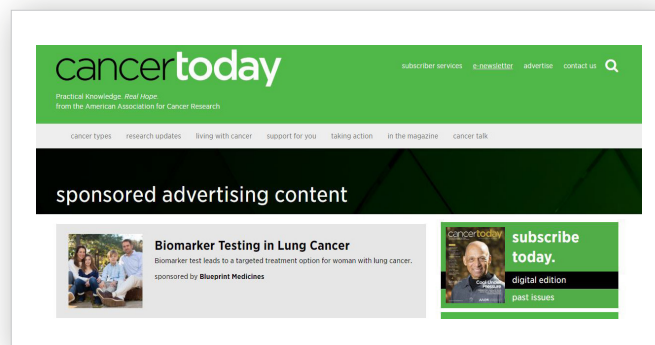 cancertoday
subscriber services e-newsletter advertise contact us
Practical Knowledge. Real Hope.
from the American Association for Cancer Research
cancer types research updates living with cancer support for you taking action in the magazine cancer talk
sponsored advertising content
Biomarker Testing in Lung Cancer
Biomarker test leads to a targeted treatment option for woman with lung cancer.
sponsored by Blueprint Medicines
cancertoday
subscribe
today.
digital edition
past issues